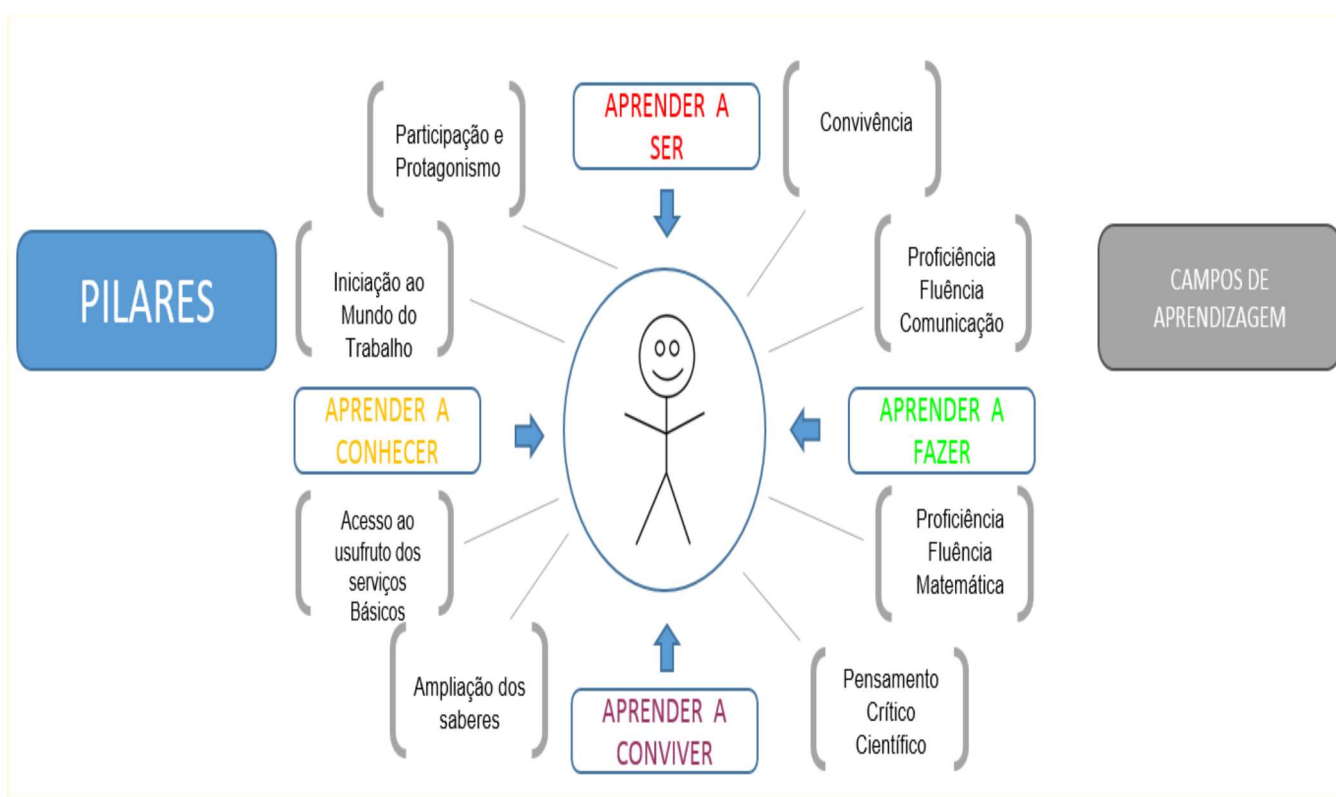 APRENDER A
SER
Convivência
Participação e
Protagonismo
PILARES
Iniciação ao
Mundo do
Trabalho
Proficiência
Fluência
Comunicação
CAMPOS DE
APRENDIZAGEM
APRENDER A
CONHECER
APRENDER A
FAZER
Acesso ao
usufruto dos
serviços
Básicos
Proficiência
Fluência
Matemática
Ampliação dos
saberes
APRENDER A
CONVIVER
Pensamento
Crítico
Científico